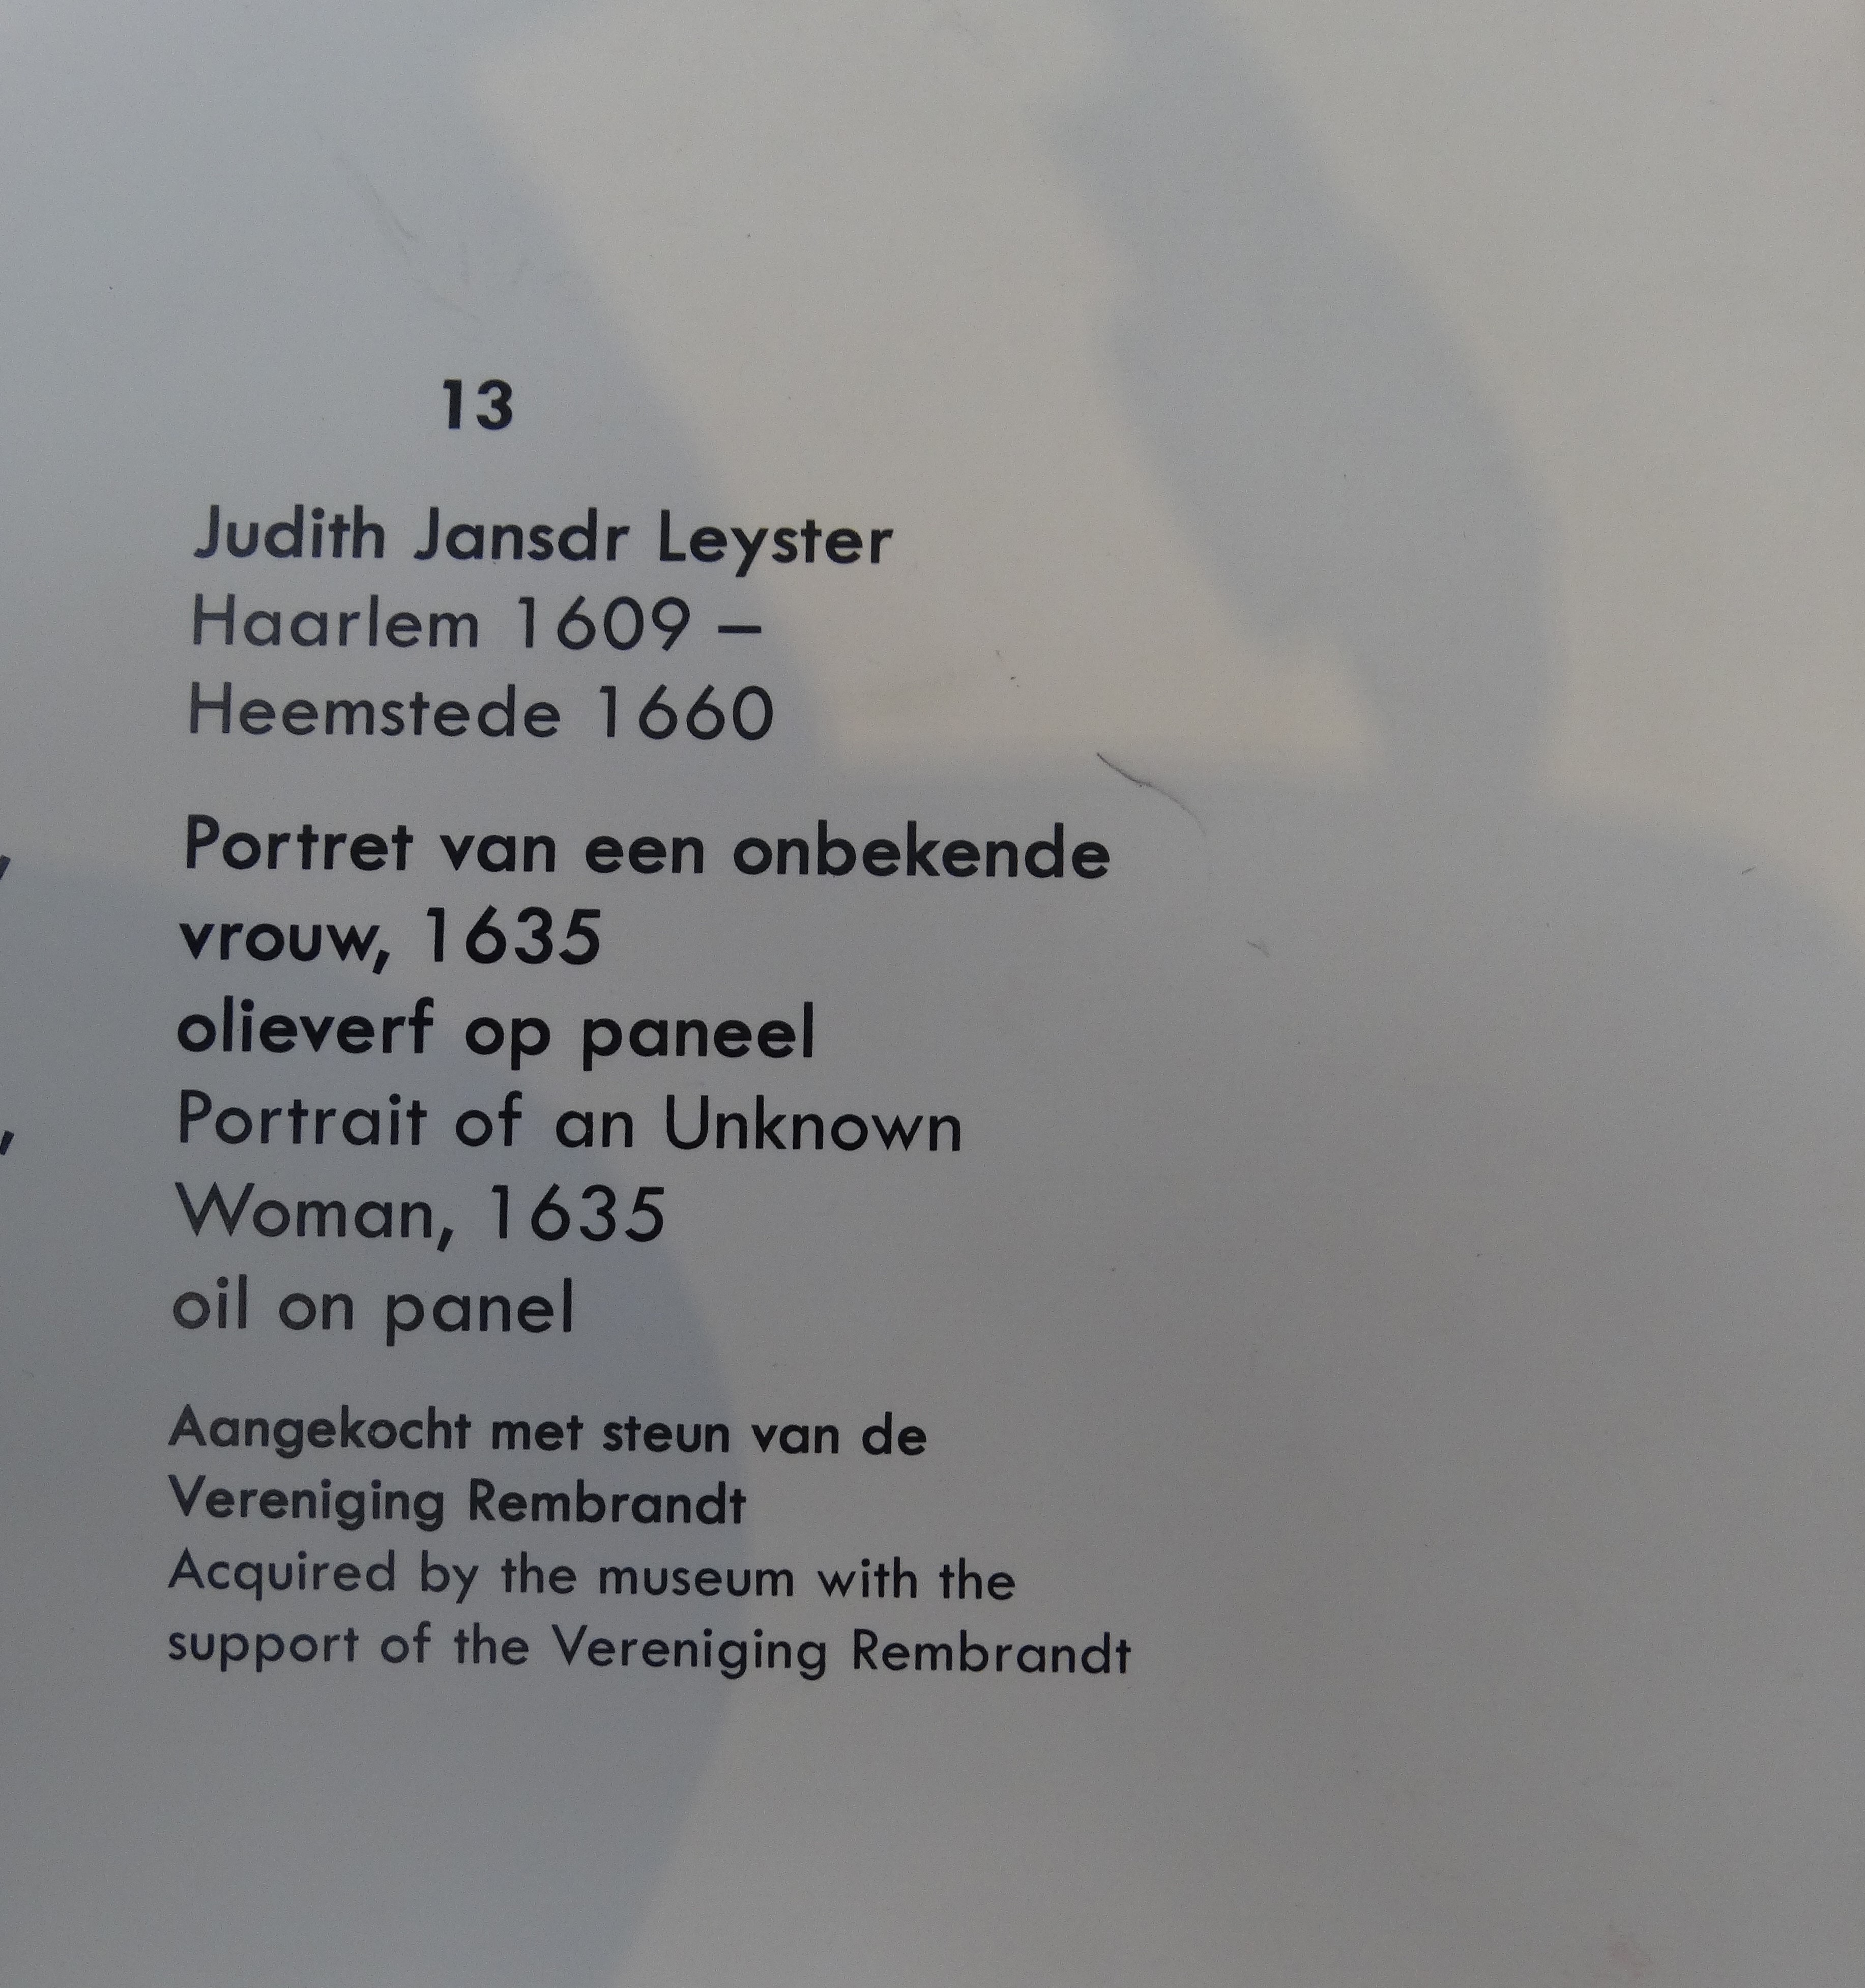 13
Judith Jansdr Leyster
Haarlem 1609 –
Heemstede 1660
Portret van een onbekende
vrouw, 1635
olieverf op paneel
Portrait of an Unknown
Woman, 1635
oil on panel
Aangekocht met steun van de
Vereniging Rembrandt
Acquired by the museum with the
support of the Vereniging Rembrandt